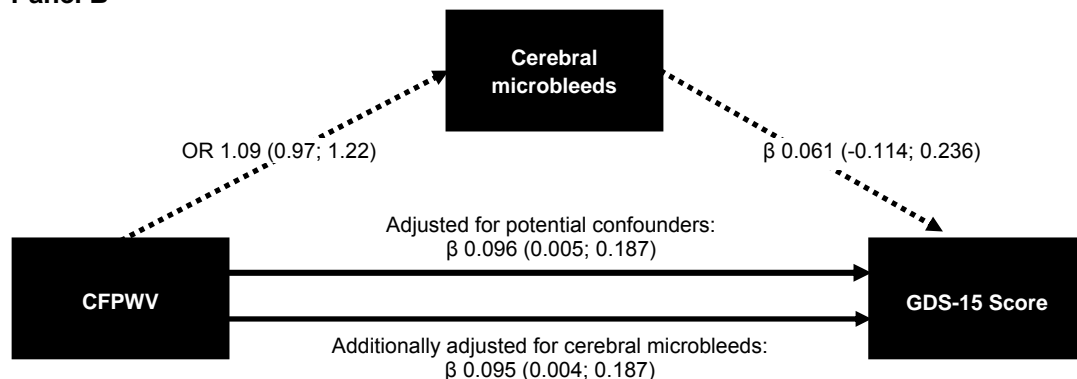 Panel B
Cerebral
microbleeds
OR 1.09 (0.97; 1.22)
β 0.061 (-0.114; 0.236)
Adjusted for potential confounders:
β 0.096 (0.005; 0.187)
CFPWV
GDS-15 Score
Additionally adjusted for cerebral microbleeds:
β 0.095 (0.004; 0.187)